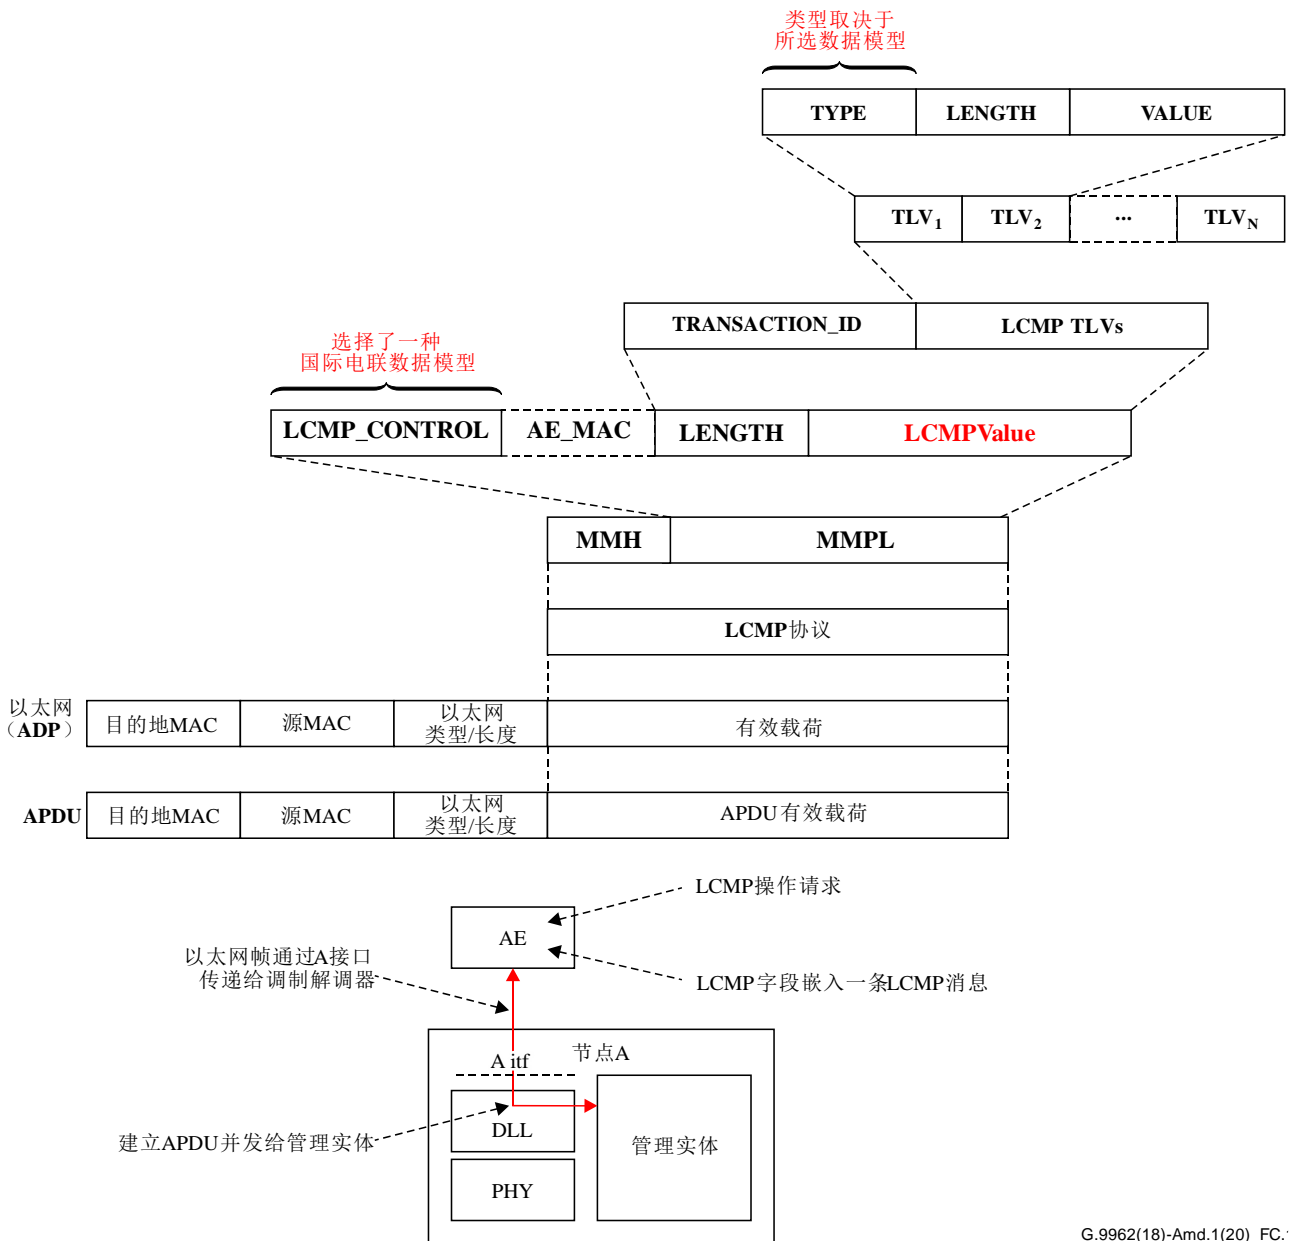 类型取决于
所选数据模型
TYPE LENGTH VALUE
TLV1 TLV2 ... TLVN
TRANSACTION_ID LCMP TLVs
选择了一种
国际电联数据模型
LCMP_CONTROL AE_MAC LENGTH LCMPValue
MMH MMPL
LCMP协议
以太网
（ADP）
目的地MAC 源MAC 以太网
类型/长度
有效载荷
APDU 目的地MAC 源MAC 以太网
类型/长度
APDU有效载荷
LCMP操作请求
AE
以太网帧通过A接口
传递给调制解调器
LCMP字段嵌入一条LCMP消息
A itf 节点A
DLL
建立APDU并发给管理实体
管理实体
PHY
G.9962(18)-Amd.1(20)_FC.